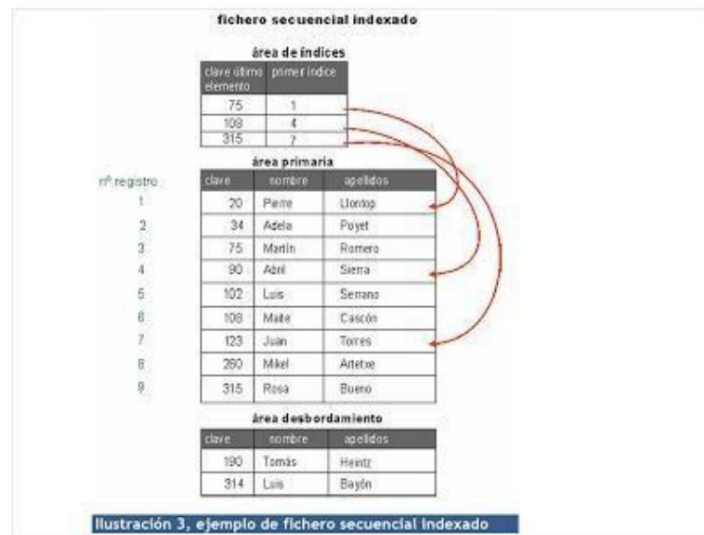 fichero secuencial indexado
área de índices
clave último elemento primer índice
75 1
108 4
315 7
área primaria
nº registro clave nombre apellidos
1 20 Pierre Llontop
2 34 Adela Poyet
3 75 Martín Romero
4 90 Abril Sierra
5 102 Luis Serrano
6 108 Maite Cascón
7 123 Juan Torres
8 260 Mikel Artetxe
9 315 Rosa Bueno
área desbordamiento
clave nombre apellidos
190 Tomás Heintz
314 Luis Bayón
Ilustración 3, ejemplo de fichero secuencial indexado